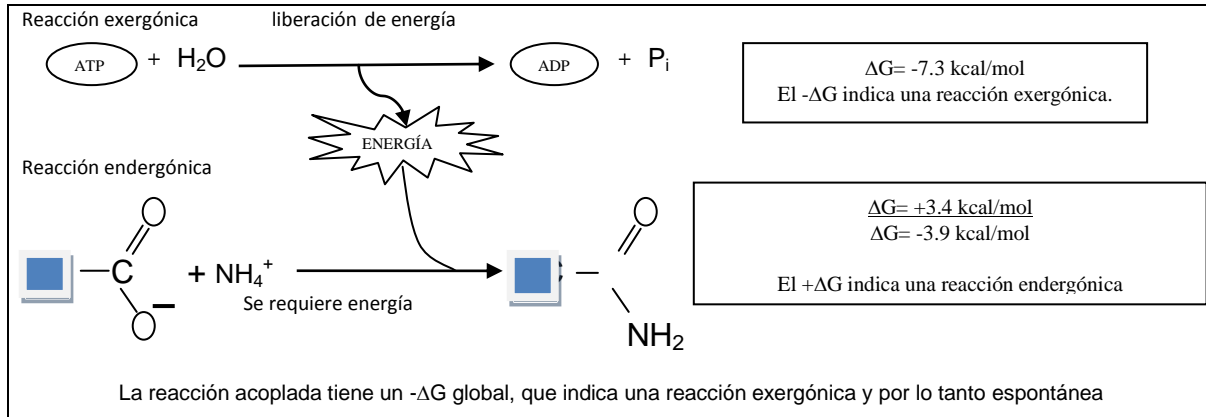 Reacción exergónica liberación de energía
ATP + H₂O ADP + Pᵢ
ΔG= -7.3 kcal/mol
El -ΔG indica una reacción exergónica.
ENERGÍA
Reacción endergónica
O O
C + NH₄⁺ C
O NH₂
Se requiere energía
ΔG= +3.4 kcal/mol
ΔG= -3.9 kcal/mol
El +ΔG indica una reacción endergónica
La reacción acoplada tiene un -ΔG global, que indica una reacción exergónica y por lo tanto espontánea